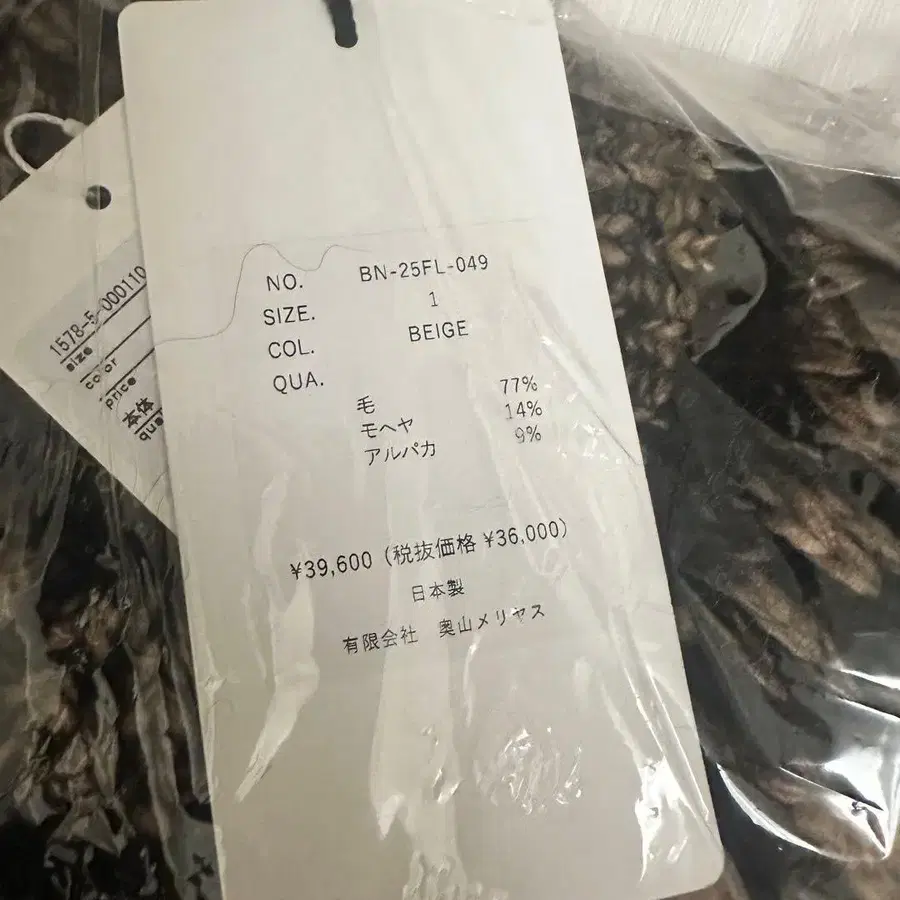 NO. BN-25FL-049
SIZE. 1
COL. BEIGE
QUA.
毛 77%
モヘヤ 14%
アルパカ 9%
¥39,600 (税抜価格 ¥36,000)
日本製
有限会社 奥山メリヤス
1578-5-000110
size
color
price
本体
qua